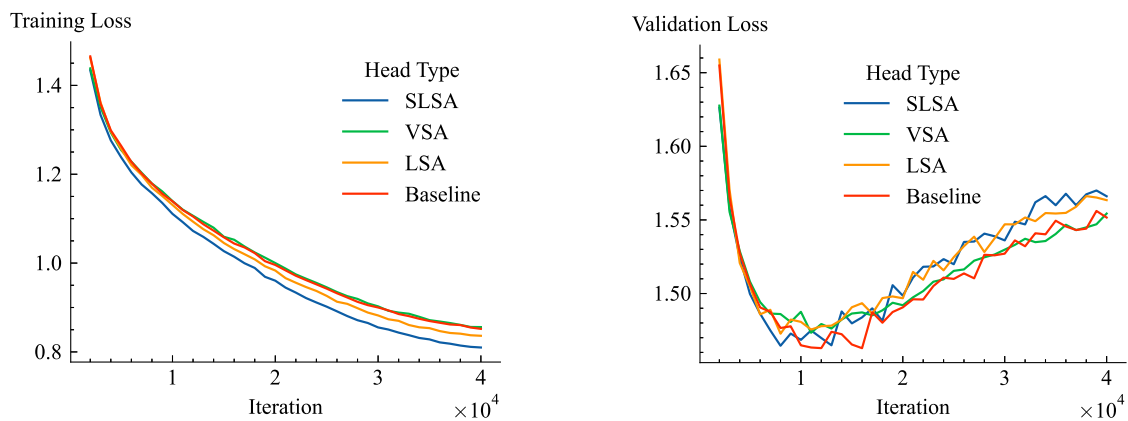 Training Loss
1.4
1.2
1.0
0.8
Head Type
SLSA
VSA
LSA
Baseline
1 2 3 4
Iteration
×10⁴
Validation Loss
1.65
1.60
1.55
1.50
Head Type
SLSA
VSA
LSA
Baseline
1 2 3 4
Iteration
×10⁴